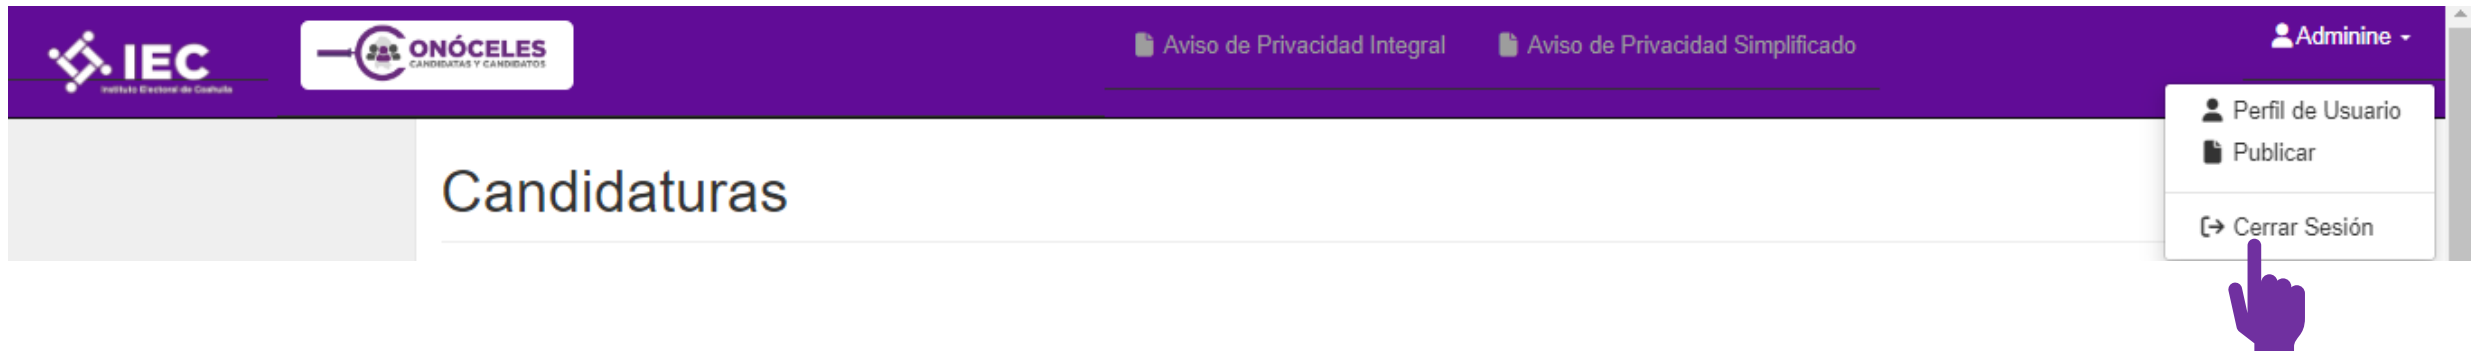 IEC
Instituto Electoral de Coahuila
CONÓCELES
CANDIDATAS Y CANDIDATOS
Aviso de Privacidad Integral
Aviso de Privacidad Simplificado
Adminine
Perfil de Usuario
Publicar
Cerrar Sesión
Candidaturas